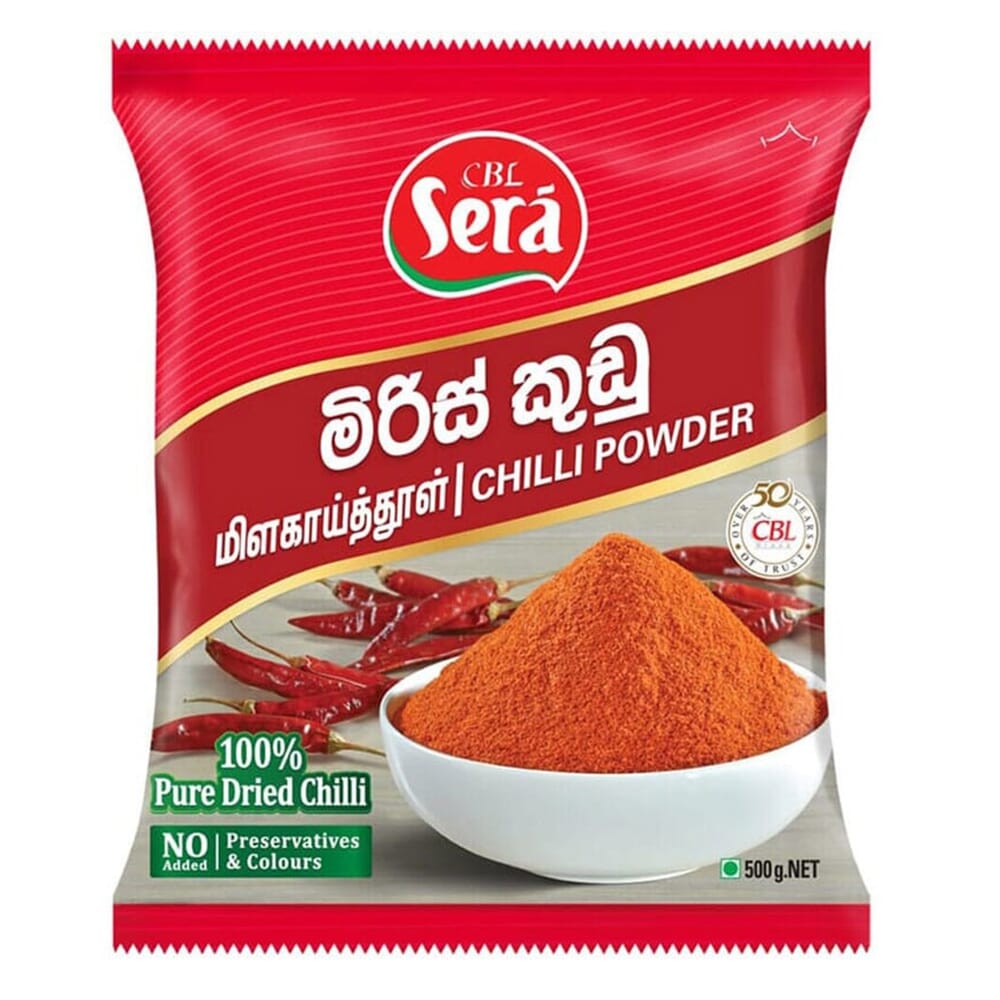 CBL
Sera
මිරිස් කුඩු
மிளகாய்த்தூள் | CHILLI POWDER
OVER 50 YEARS
CBL
OF TRUST
100%
Pure Dried Chilli
NO Added | Preservatives & Colours
500 g.NET